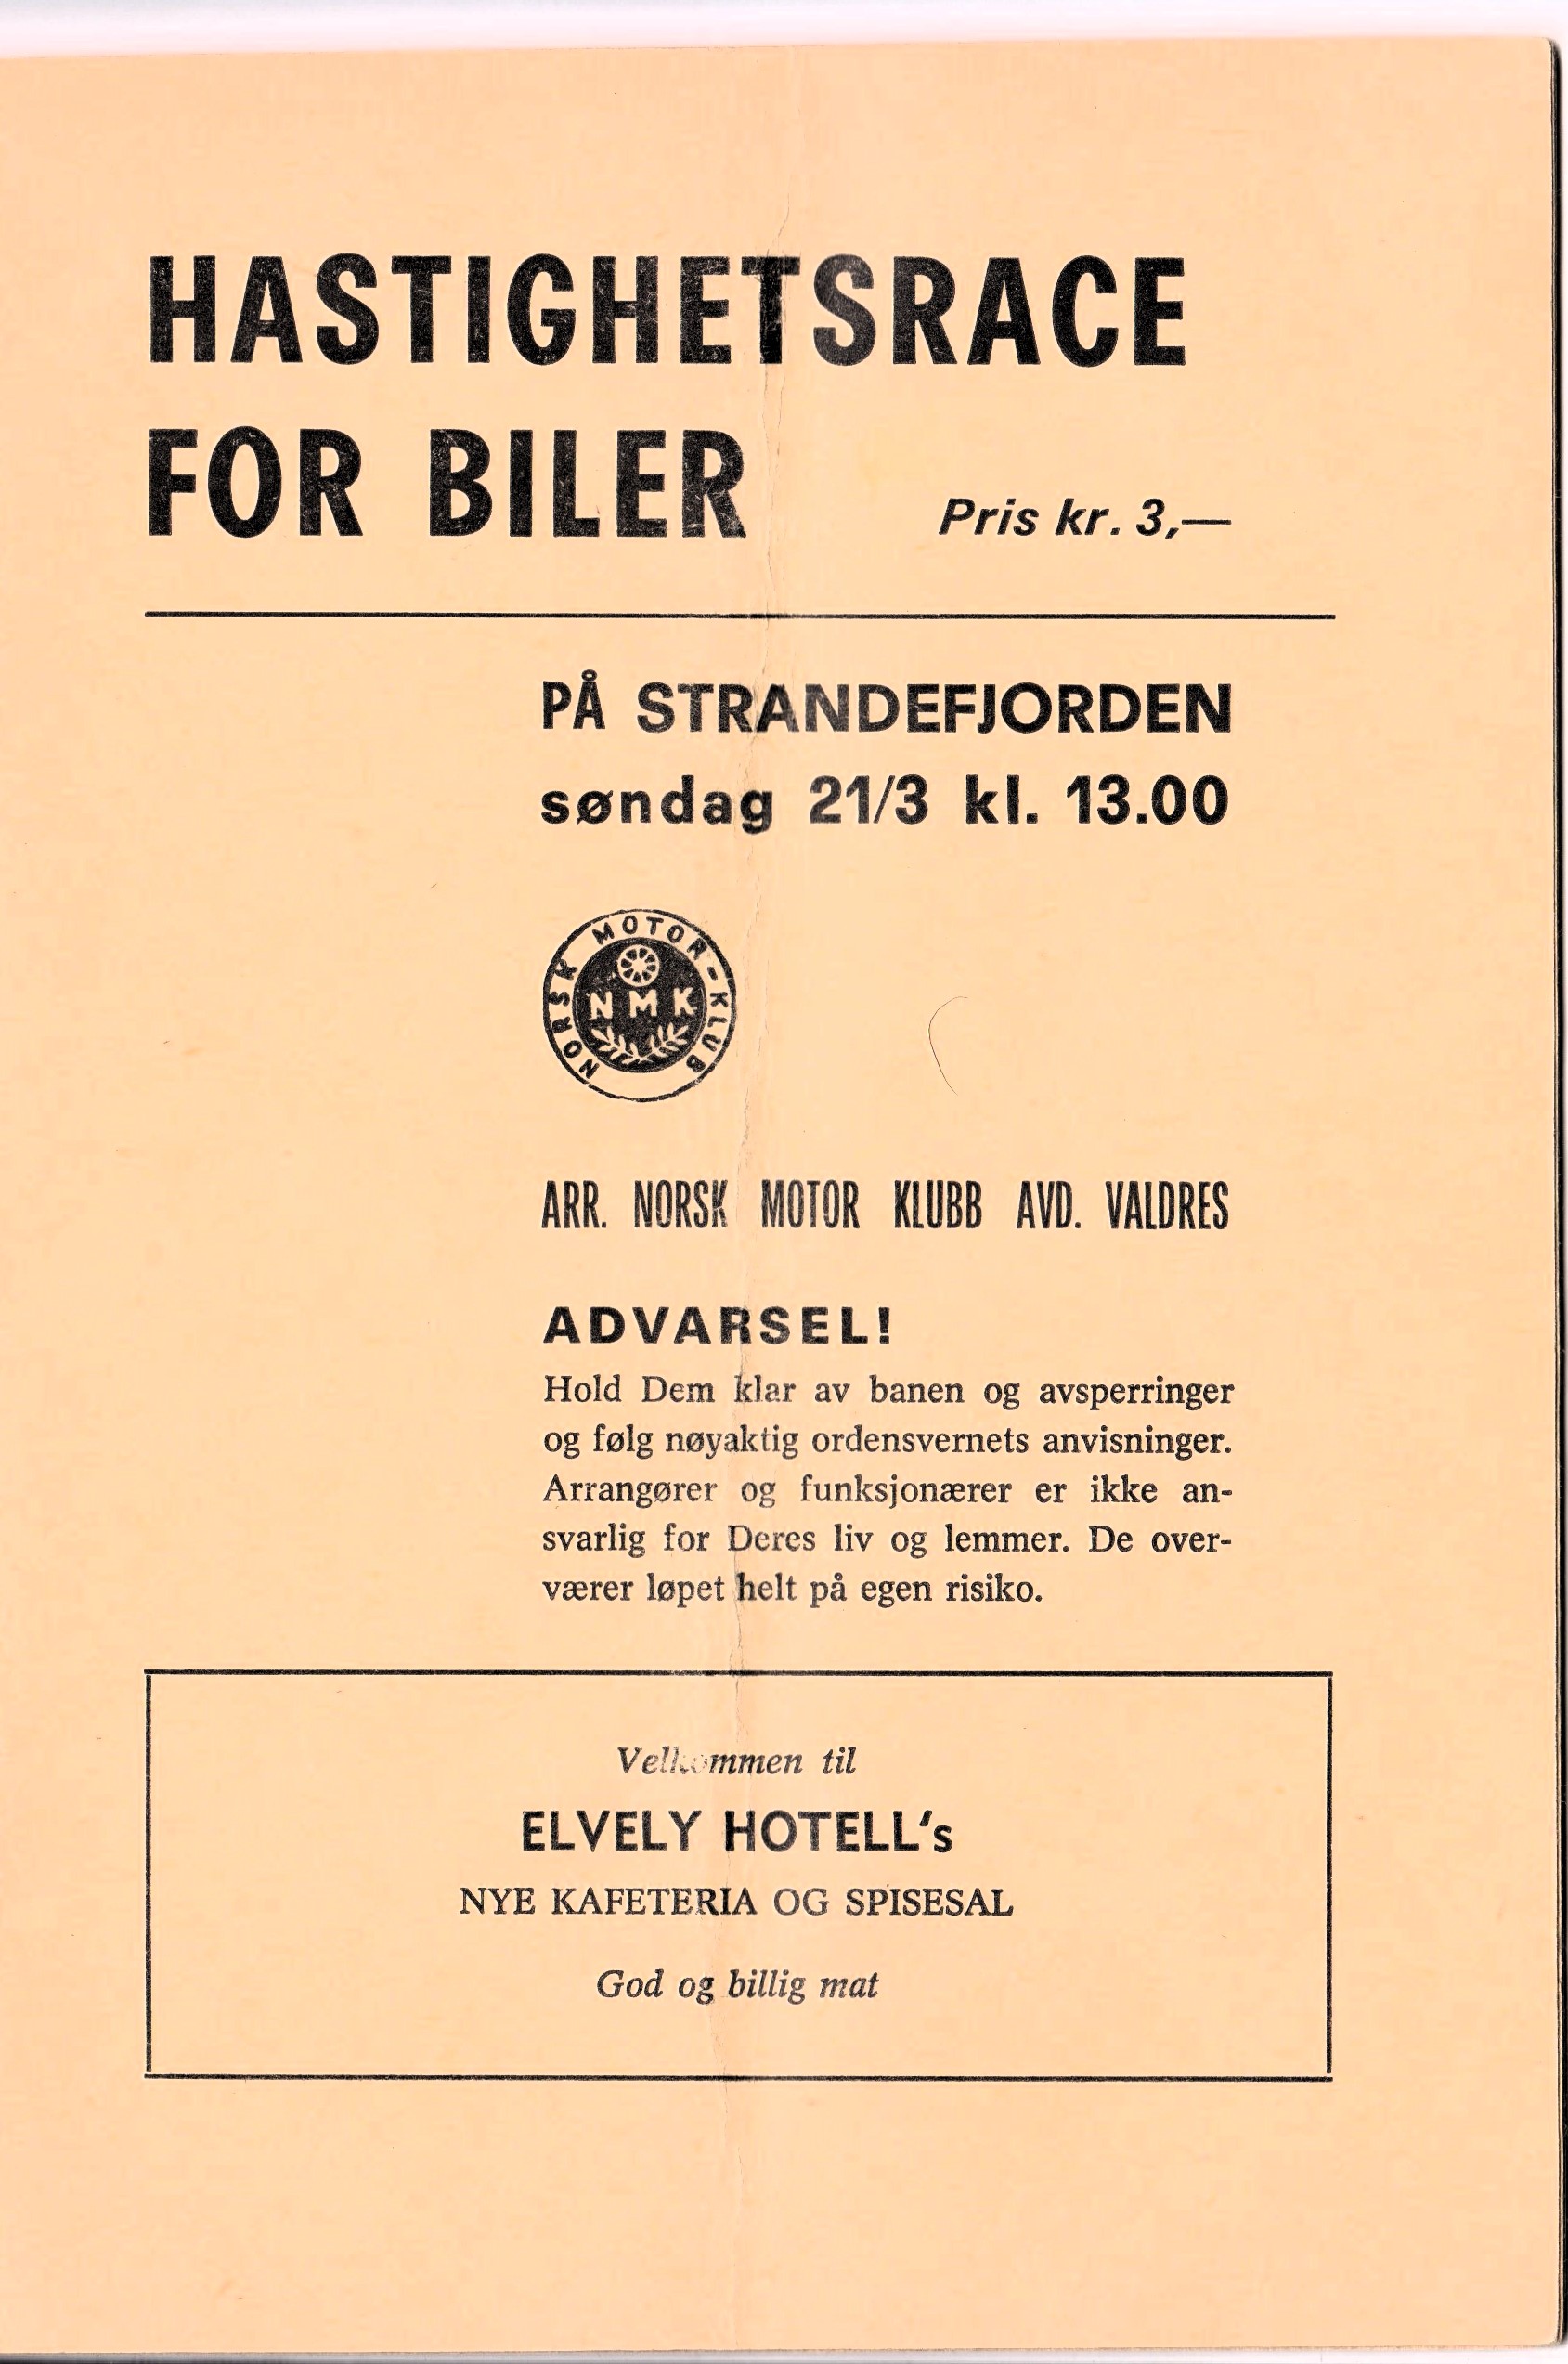 HASTIGHETSRACE
FOR BILER
Pris kr. 3,—
PÅ STRANDEFJORDEN
søndag 21/3 kl. 13.00
NORSK MOTOR-KLUB
NMK
ARR. NORSK MOTOR KLUBB AVD. VALDRES
ADVARSEL!
Hold Dem klar av banen og avsperringer
og følg nøyaktig ordensvernets anvisninger.
Arrangører og funksjonærer er ikke an-
svarlig for Deres liv og lemmer. De over-
værer løpet helt på egen risiko.
Velkommen til
ELVELY HOTELL's
NYE KAFETERIA OG SPISESAL
God og billig mat